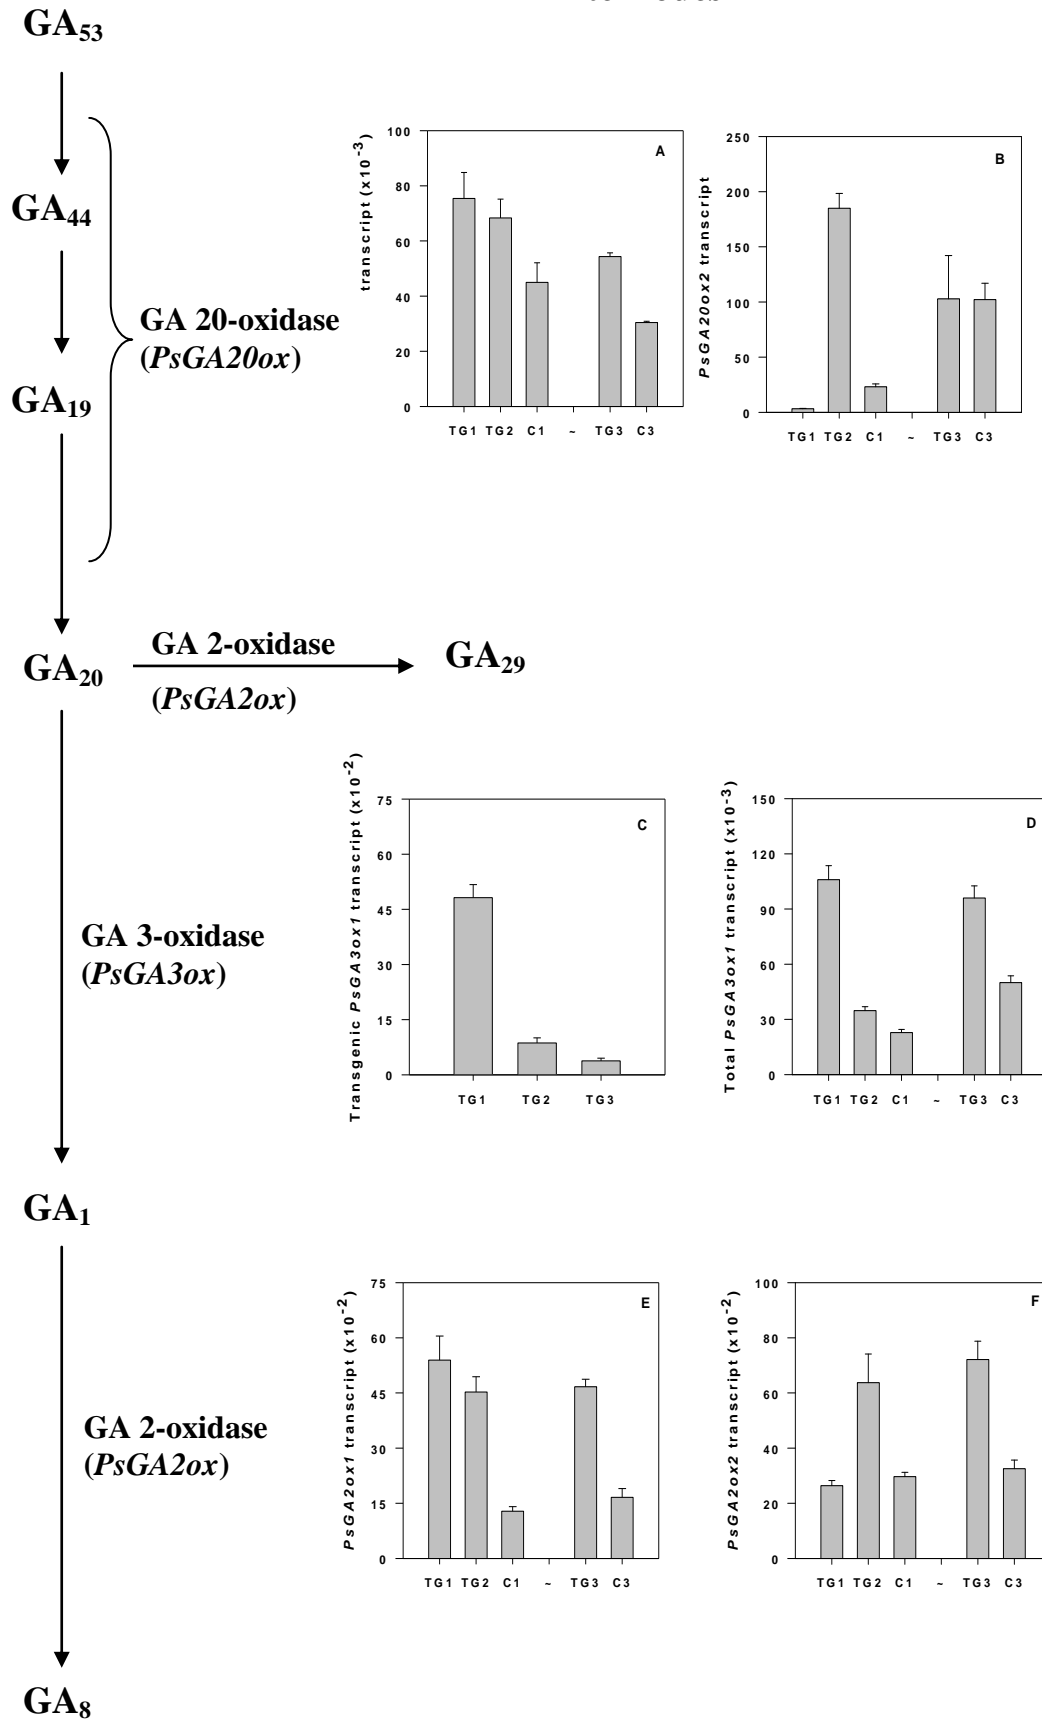 GA53
GA44
GA19
GA 20-oxidase
(PsGA20ox)
transcript (x10-3)
100
80
60
40
20
0
A
TG1 TG2 C1 ~ TG3 C3
PsGA20ox2 transcript
250
200
150
100
50
0
B
TG1 TG2 C1 ~ TG3 C3
GA20
GA 2-oxidase
(PsGA2ox)
GA29
GA 3-oxidase
(PsGA3ox)
Transgenic PsGA3ox1 transcript (x10-2)
75
60
45
30
15
0
C
TG1 TG2 TG3
Total PsGA3ox1 transcript (x10-3)
150
120
90
60
30
0
D
TG1 TG2 C1 ~ TG3 C3
GA1
GA 2-oxidase
(PsGA2ox)
PsGA2ox1 transcript (x10-2)
75
60
45
30
15
0
E
TG1 TG2 C1 ~ TG3 C3
PsGA2ox2 transcript (x10-2)
100
80
60
40
20
0
F
TG1 TG2 C1 ~ TG3 C3
GA8